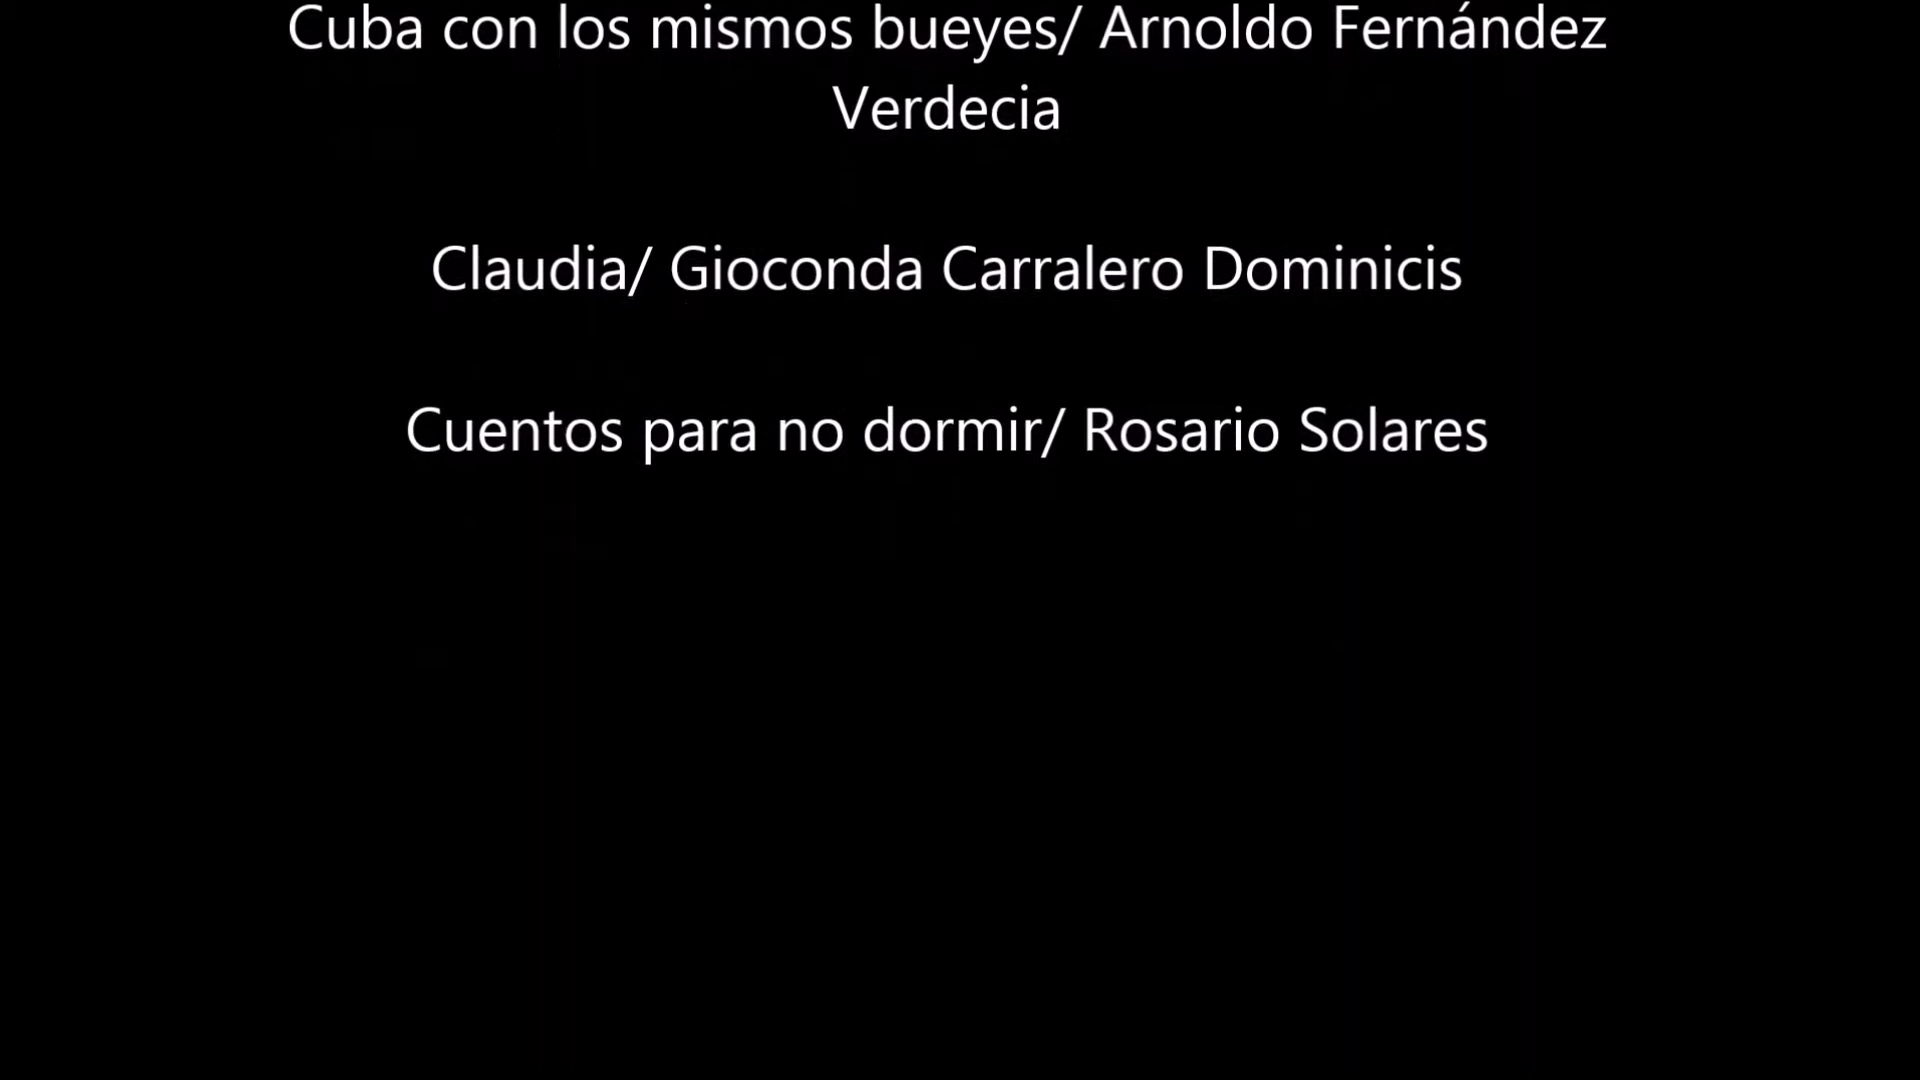 Cuba con los mismos bueyes/ Arnoldo Fernández
Verdecia
Claudia/ Gioconda Carralero Dominicis
Cuentos para no dormir/ Rosario Solares